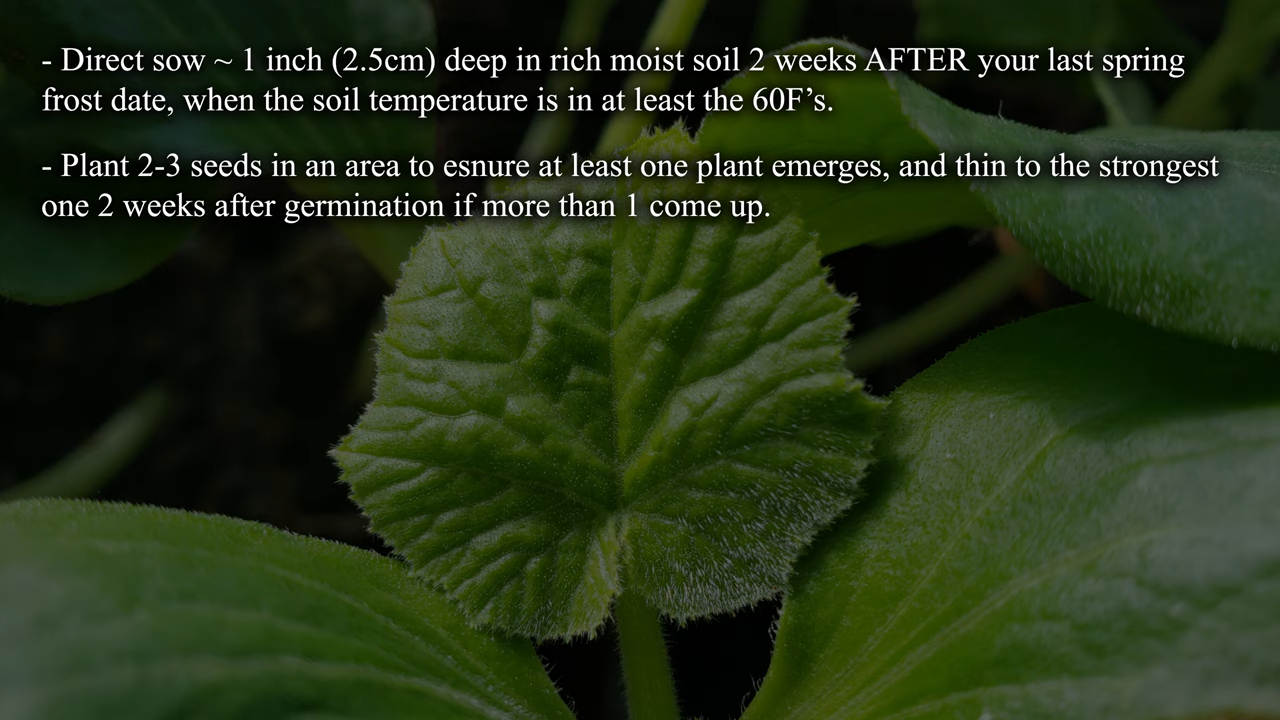 - Direct sow ~ 1 inch (2.5cm) deep in rich moist soil 2 weeks AFTER your last spring
frost date, when the soil temperature is in at least the 60F’s.
- Plant 2-3 seeds in an area to esnure at least one plant emerges, and thin to the strongest
one 2 weeks after germination if more than 1 come up.